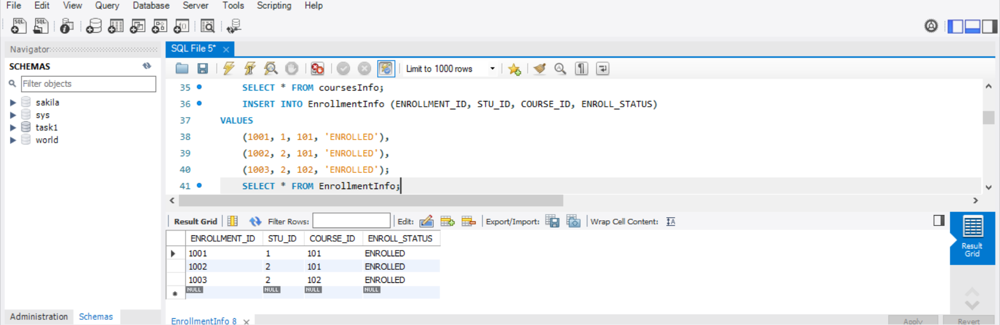 File Edit View Query Database Server Tools Scripting Help
SQL SQL
Navigator
SQL File 5*
SCHEMAS
Filter objects
sakila
sys
task1
world
Administration Schemas
Limit to 1000 rows
35 SELECT * FROM coursesInfo;
36 INSERT INTO EnrollmentInfo (ENROLLMENT_ID, STU_ID, COURSE_ID, ENROLL_STATUS)
37 VALUES
38 (1001, 1, 101, 'ENROLLED'),
39 (1002, 2, 101, 'ENROLLED'),
40 (1003, 2, 102, 'ENROLLED');
41 SELECT * FROM EnrollmentInfo;
Result Grid Filter Rows: Edit: Export/Import: Wrap Cell Content:
ENROLLMENT_ID STU_ID COURSE_ID ENROLL_STATUS
1001 1 101 ENROLLED
1002 2 101 ENROLLED
1003 2 102 ENROLLED
NULL NULL NULL NULL
Result
Grid
EnrollmentInfo 8
Apply Revert